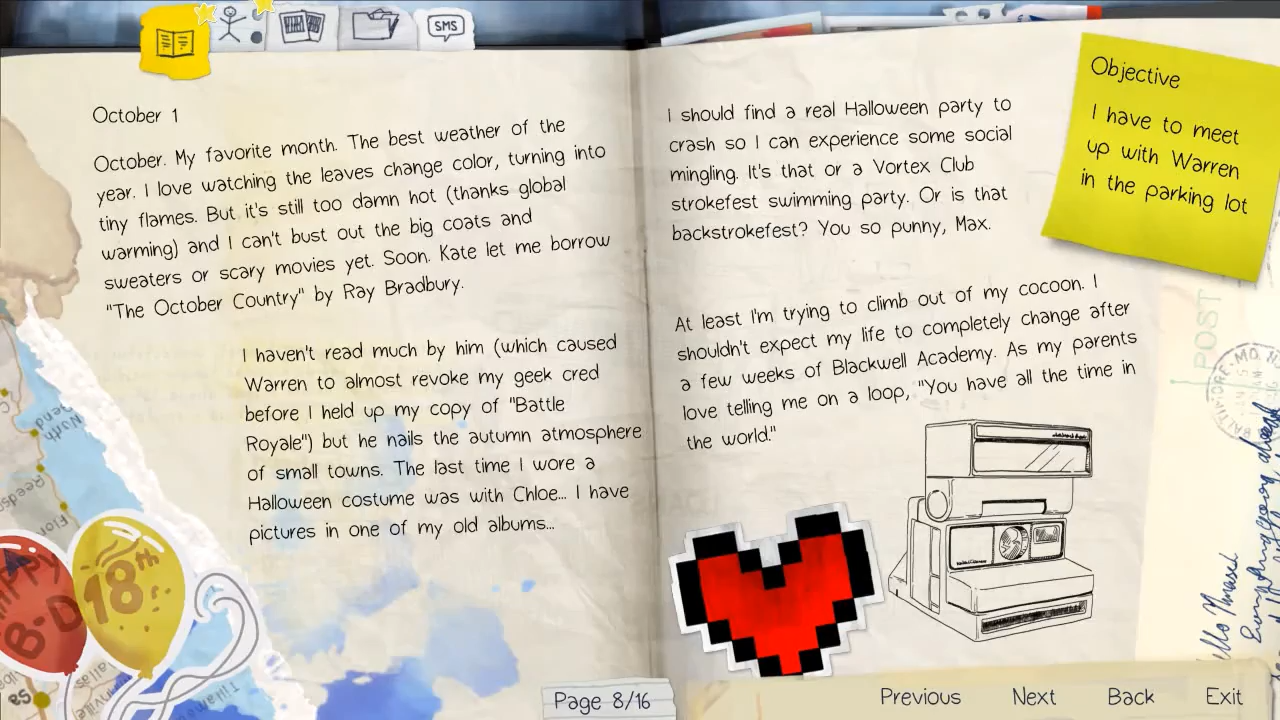 SMS
October 1
October. My favorite month. The best weather of the
year. I love watching the leaves change color, turning into
tiny flames. But it's still too damn hot (thanks global
warming) and I can't bust out the big coats and
sweaters or scary movies yet. Soon. Kate let me borrow
"The October Country" by Ray Bradbury.
I haven't read much by him (which caused
Warren to almost revoke my geek cred
before I held up my copy of "Battle
Royale") but he nails the autumn atmosphere
of small towns. The last time I wore a
Halloween costume was with Chloe... I have
pictures in one of my old albums...
I should find a real Halloween party to
crash so I can experience some social
mingling. It's that or a Vortex Club
strokefest swimming party. Or is that
backstrokefest? You so punny, Max.
At least I'm trying to climb out of my cocoon. I
shouldn't expect my life to completely change after
a few weeks of Blackwell Academy. As my parents
love telling me on a loop, "You have all the time in
the world."
Objective
I have to meet
up with Warren
in the parking lot
POST
North
Bend
Reedsp
Flor
Tillam
B-D
18th
Page 8/16
Previous
Next
Back
Exit